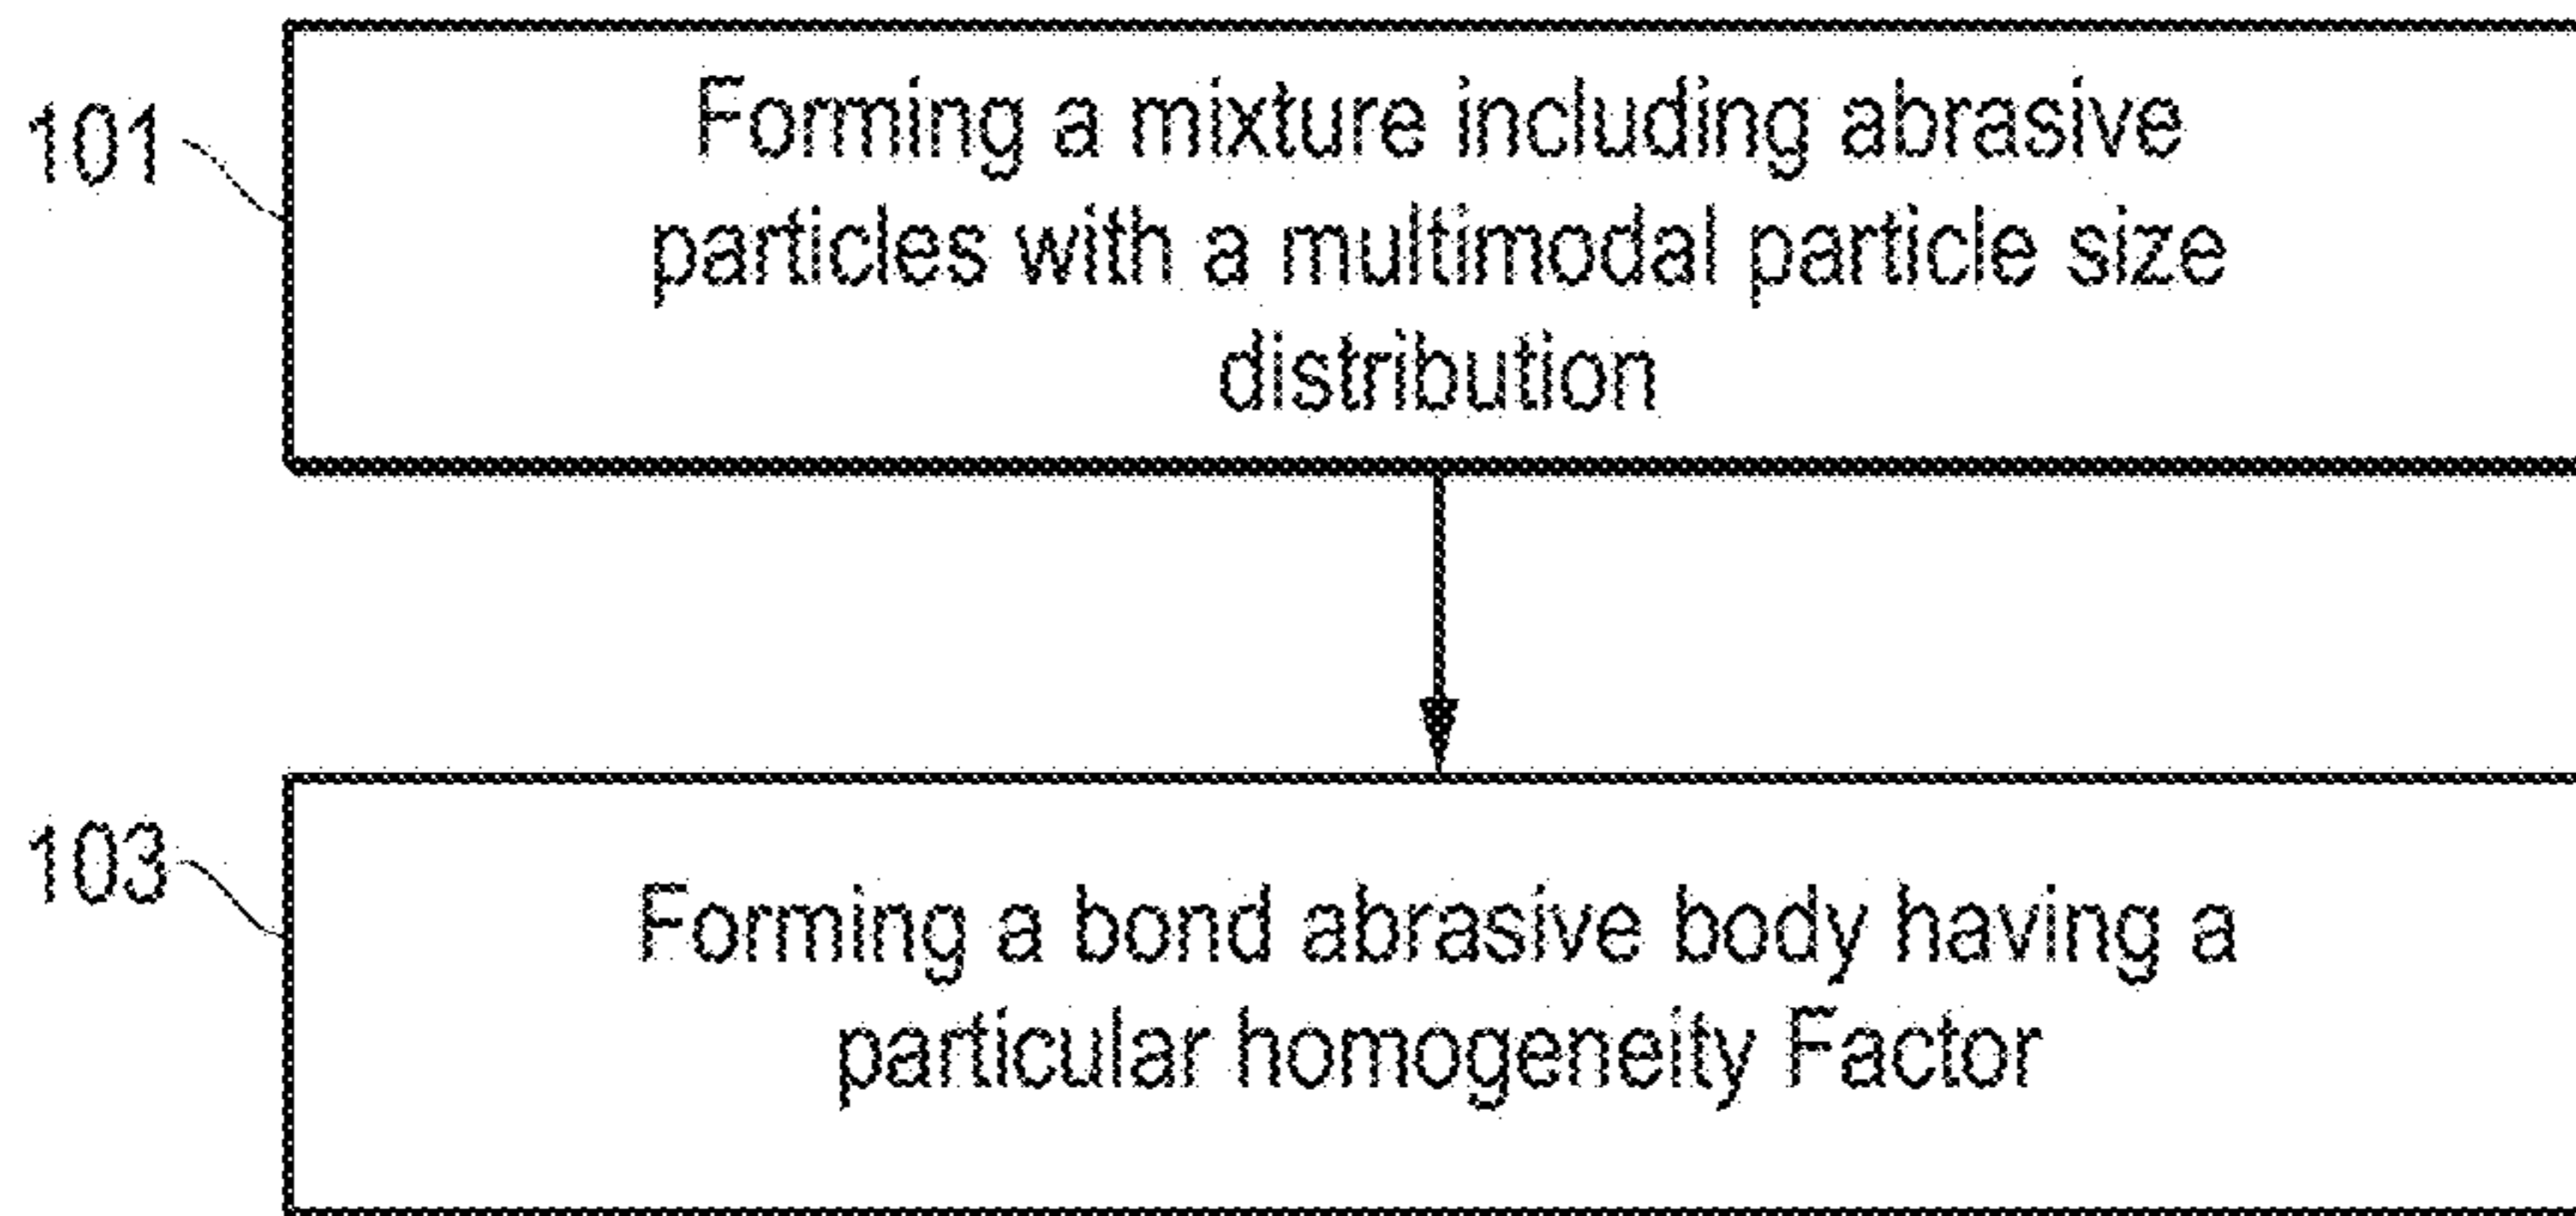 101
Forming a mixture including abrasive
particles with a multimodal particle size
distribution
103
Forming a bond abrasive body having a
particular homogeneity Factor